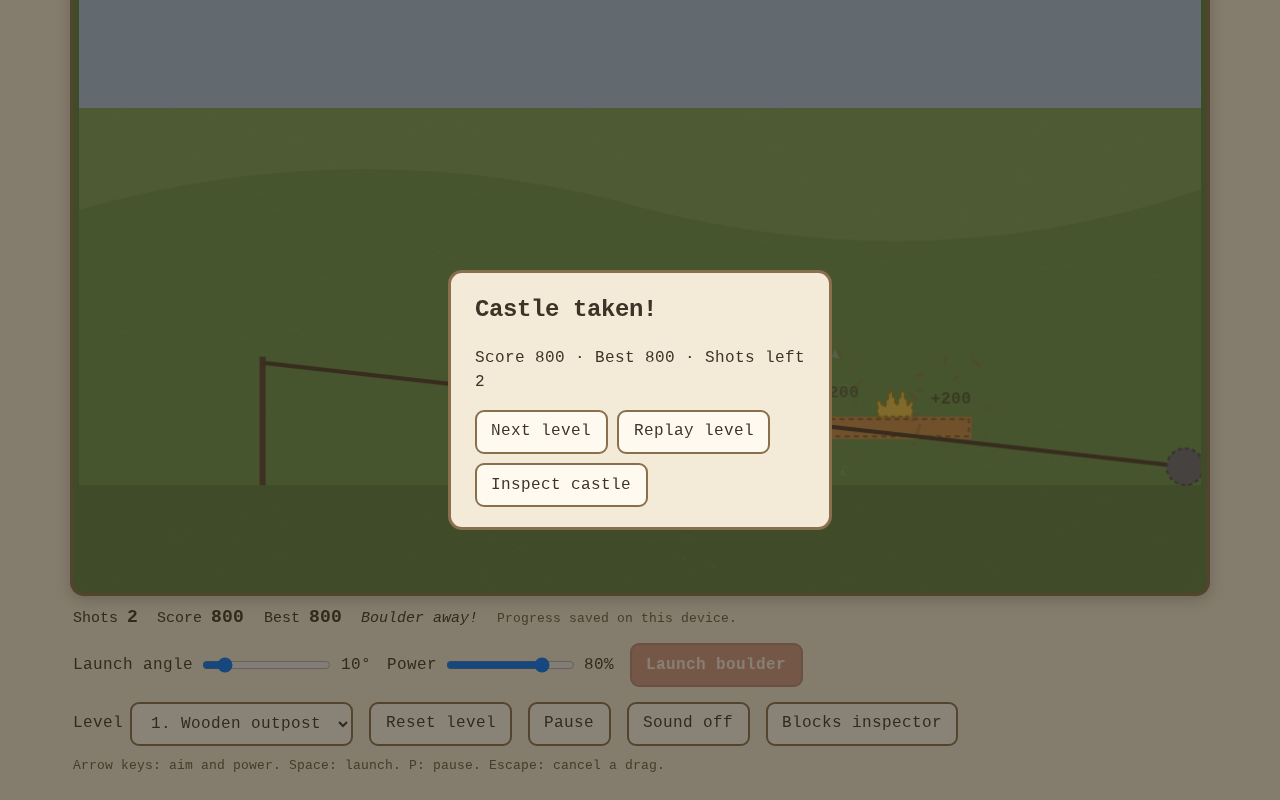 Castle taken!
Score 800 · Best 800 · Shots left
2
Next level
Replay level
Inspect castle
200
+200
Shots 2 Score 800 Best 800 Boulder away! Progress saved on this device.
Launch angle 10° Power 80% Launch boulder
Level 1. Wooden outpost Reset level Pause Sound off Blocks inspector
Arrow keys: aim and power. Space: launch. P: pause. Escape: cancel a drag.